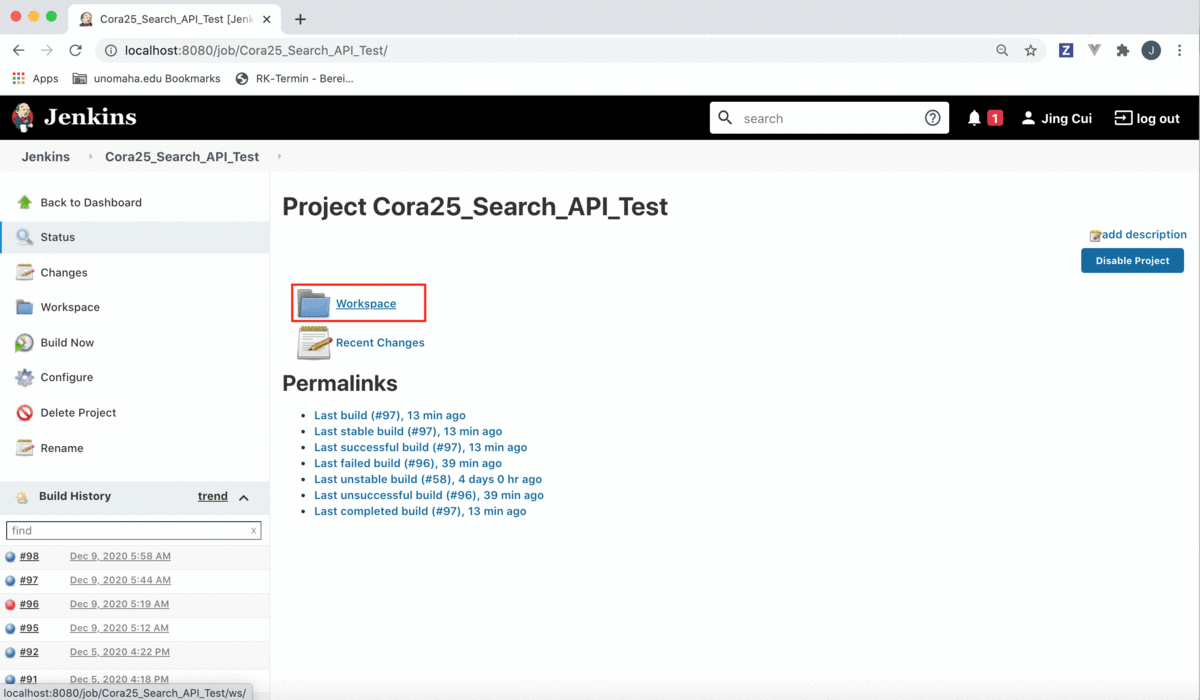 Cora25_Search_API_Test [Jenk
localhost:8080/job/Cora25_Search_API_Test/
Z J
Apps unomaha.edu Bookmarks RK-Termin - Berei...
Jenkins search 1 Jing Cui log out
Jenkins Cora25_Search_API_Test
Back to Dashboard
Status
Changes
Workspace
Build Now
Configure
Delete Project
Rename
Build History trend
find x
#98 Dec 9, 2020 5:58 AM
#97 Dec 9, 2020 5:44 AM
#96 Dec 9, 2020 5:19 AM
#95 Dec 9, 2020 5:12 AM
#92 Dec 5, 2020 4:22 PM
#91 Dec 5, 2020 4:18 PM
localhost:8080/job/Cora25_Search_API_Test/ws/
Project Cora25_Search_API_Test
add description
Disable Project
Workspace
Recent Changes
Permalinks
Last build (#97), 13 min ago
Last stable build (#97), 13 min ago
Last successful build (#97), 13 min ago
Last failed build (#96), 39 min ago
Last unstable build (#58), 4 days 0 hr ago
Last unsuccessful build (#96), 39 min ago
Last completed build (#97), 13 min ago